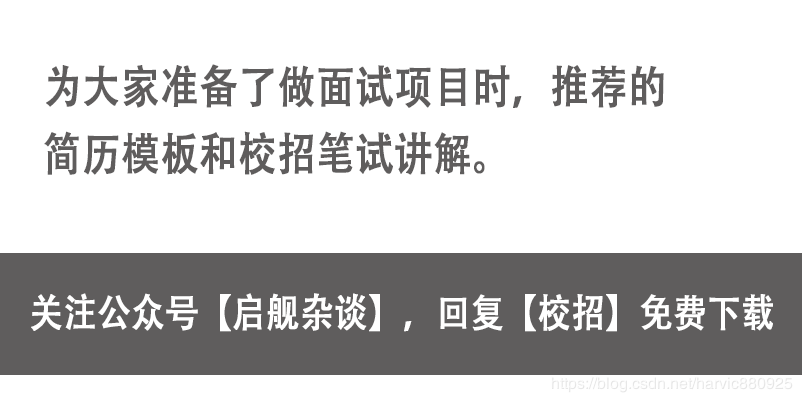 为大家准备了做面试项目时，推荐的
简历模板和校招笔试讲解。
关注公众号【启舰杂谈】，回复【校招】免费下载
https://blog.csdn.net/harvic880925